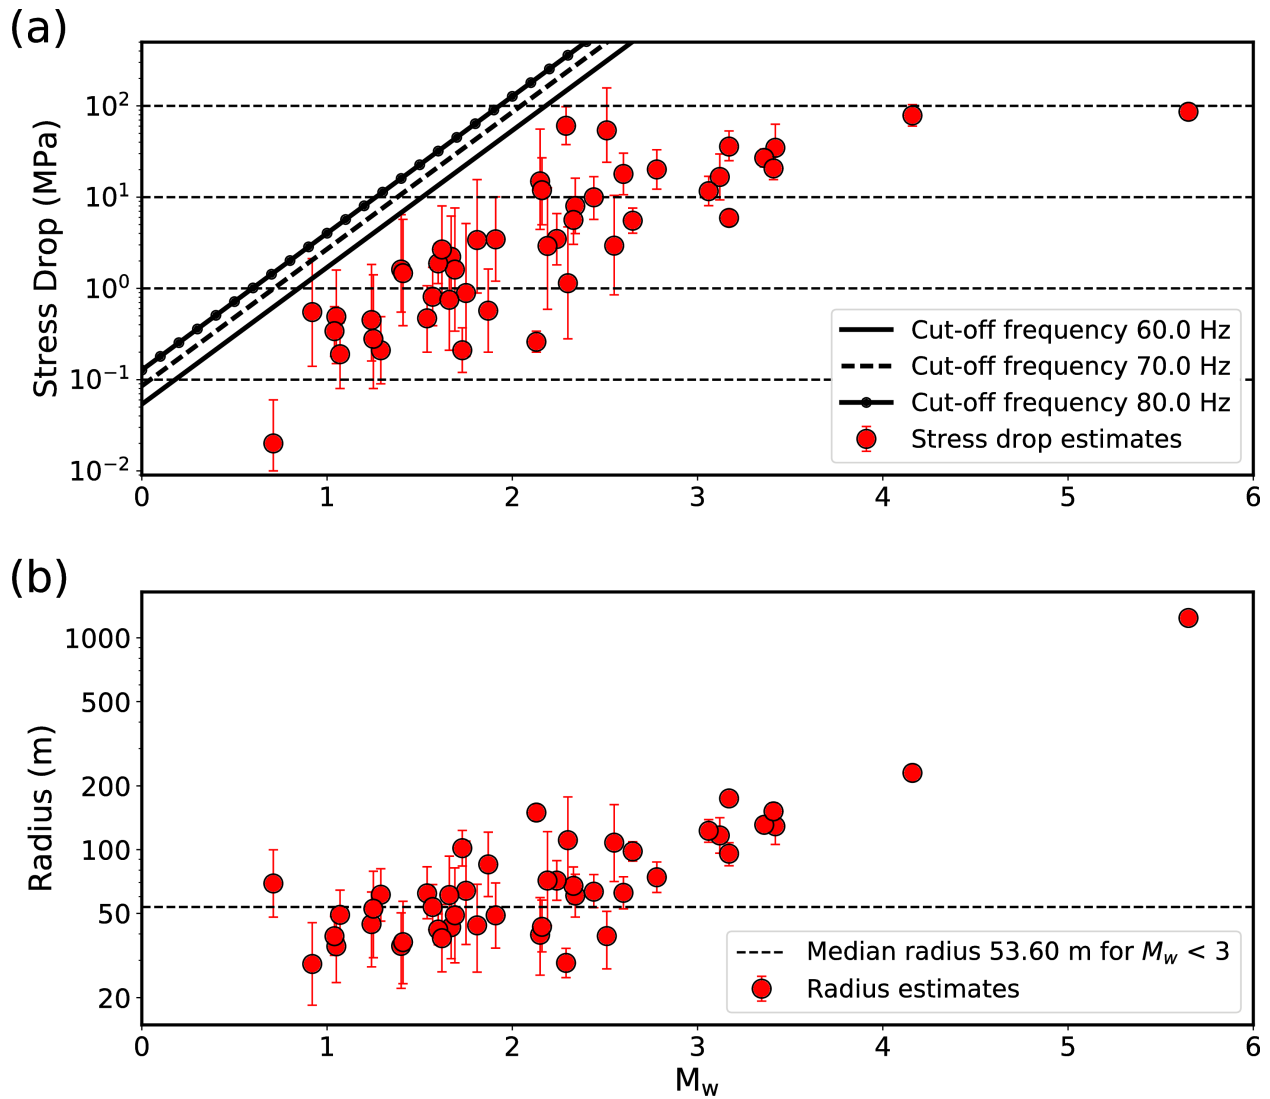 (a)
Stress Drop (MPa)
10²
10¹
10⁰
10⁻¹
10⁻²
Cut-off frequency 60.0 Hz
Cut-off frequency 70.0 Hz
Cut-off frequency 80.0 Hz
Stress drop estimates
0 1 2 3 4 5 6
(b)
Radius (m)
1000
500
200
100
50
20
Median radius 53.60 m for M_w < 3
Radius estimates
0 1 2 3 4 5 6
M_w